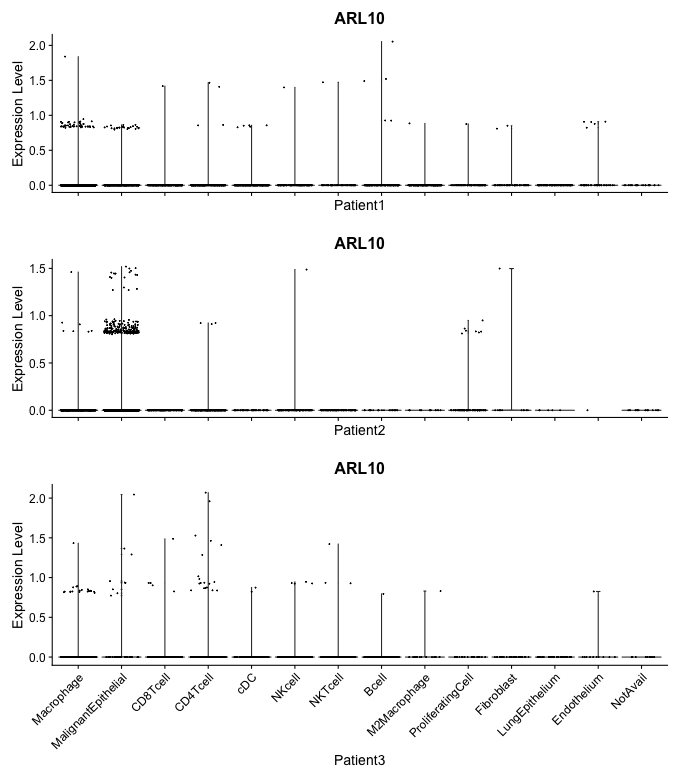 ARL10
Expression Level
2.0
1.5
1.0
0.5
0.0
Patient1
ARL10
Expression Level
1.5
1.0
0.5
0.0
Patient2
ARL10
Expression Level
2.0
1.5
1.0
0.5
0.0
Macrophage
MalignantEpithelial
CD8Tcell
CD4Tcell
cDC
NKcell
NKTcell
Bcell
M2Macrophage
ProliferatingCell
Fibroblast
LungEpithelium
Endothelium
NotAvail
Patient3